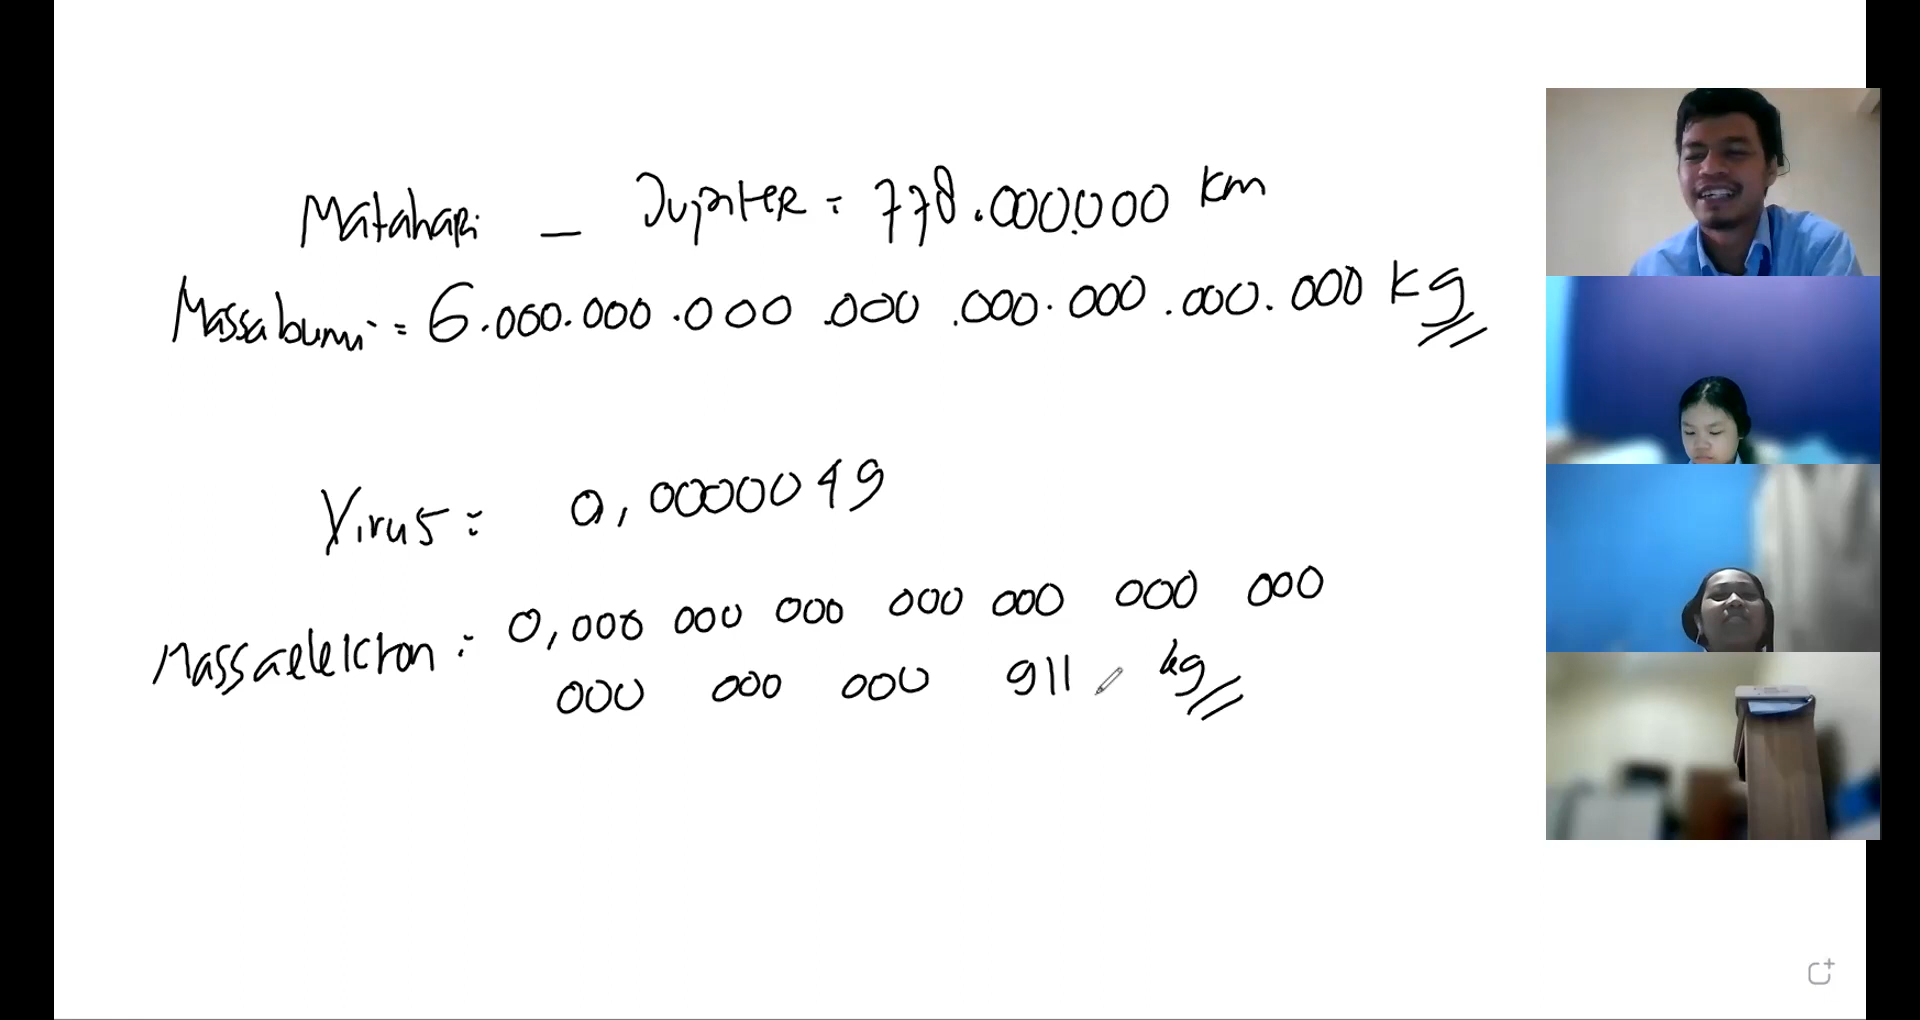 Matahari – Jupiter = 778.000.000 km
Massa bumi = 6.000.000.000.000.000.000.000.000 kg
Virus = 0,00000049
Massa elektron = 0,000 000 000 000 000 000 000
000 000 000 911 kg